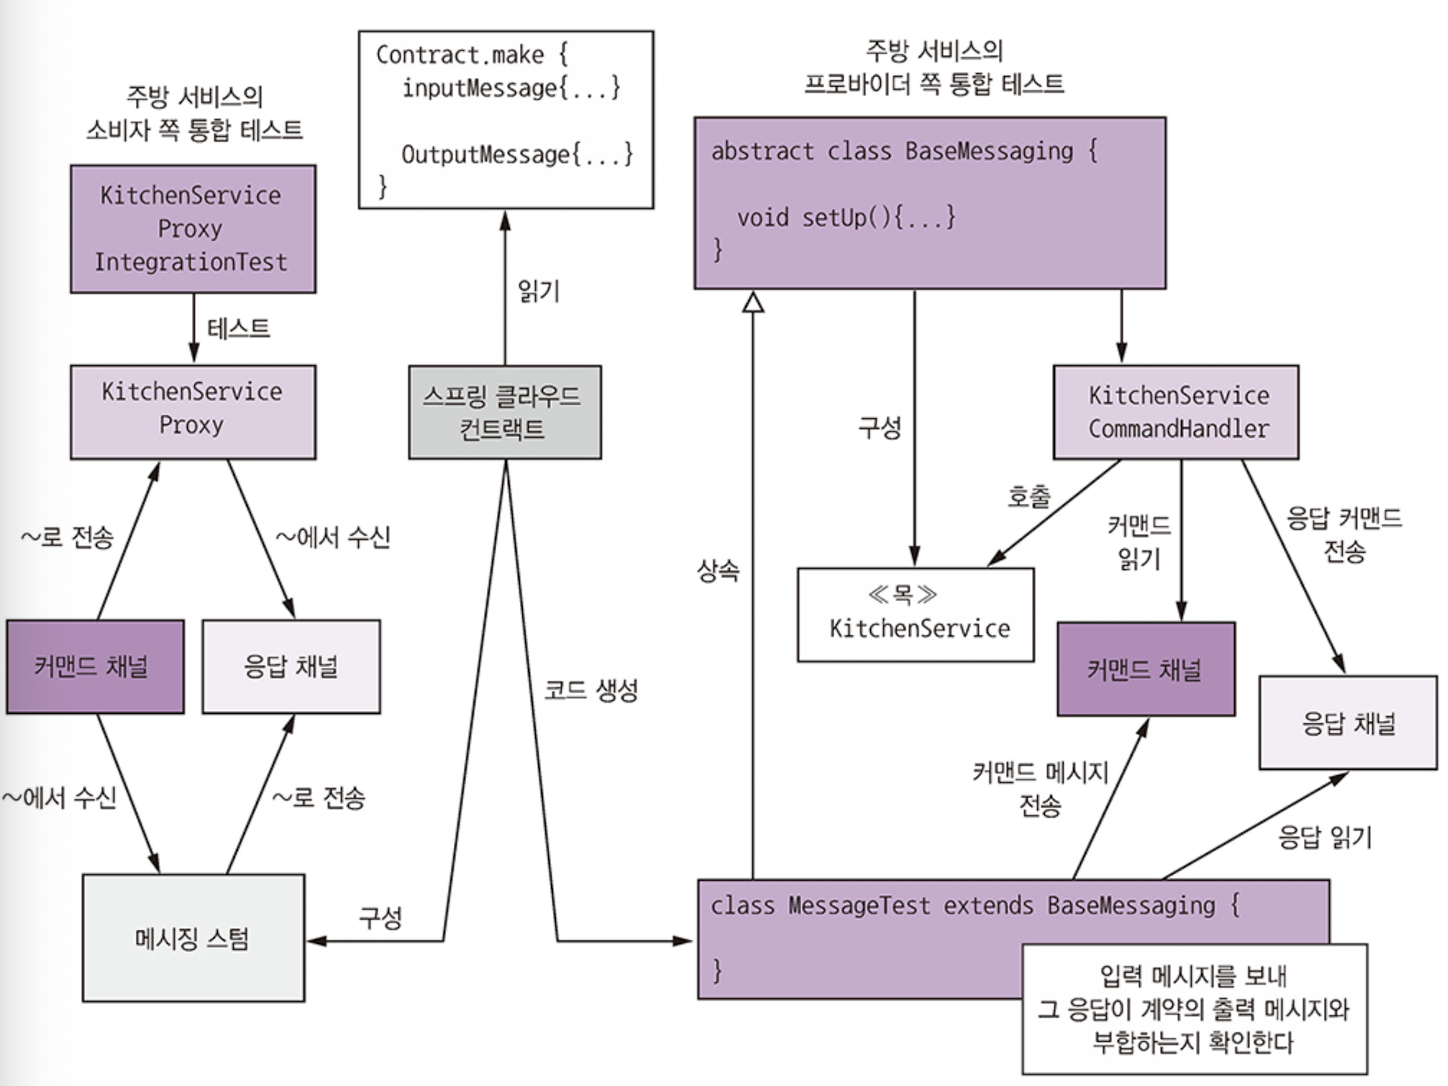 주방 서비스의
소비자 쪽 통합 테스트
KitchenService
Proxy
IntegrationTest
테스트
KitchenService
Proxy
~로 전송
~에서 수신
커맨드 채널
응답 채널
~에서 수신
~로 전송
메시징 스텁
Contract.make {
inputMessage{...}
OutputMessage{...}
}
읽기
스프링 클라우드
컨트랙트
구성
코드 생성
주방 서비스의
프로바이더 쪽 통합 테스트
abstract class BaseMessaging {
void setUp(){...}
}
상속
구성
KitchenService
CommandHandler
호출
커맨드
읽기
응답 커맨드
전송
≪목≫
KitchenService
커맨드 채널
응답 채널
커맨드 메시지
전송
응답 읽기
class MessageTest extends BaseMessaging {
}
입력 메시지를 보내
그 응답이 계약의 출력 메시지와
부합하는지 확인한다